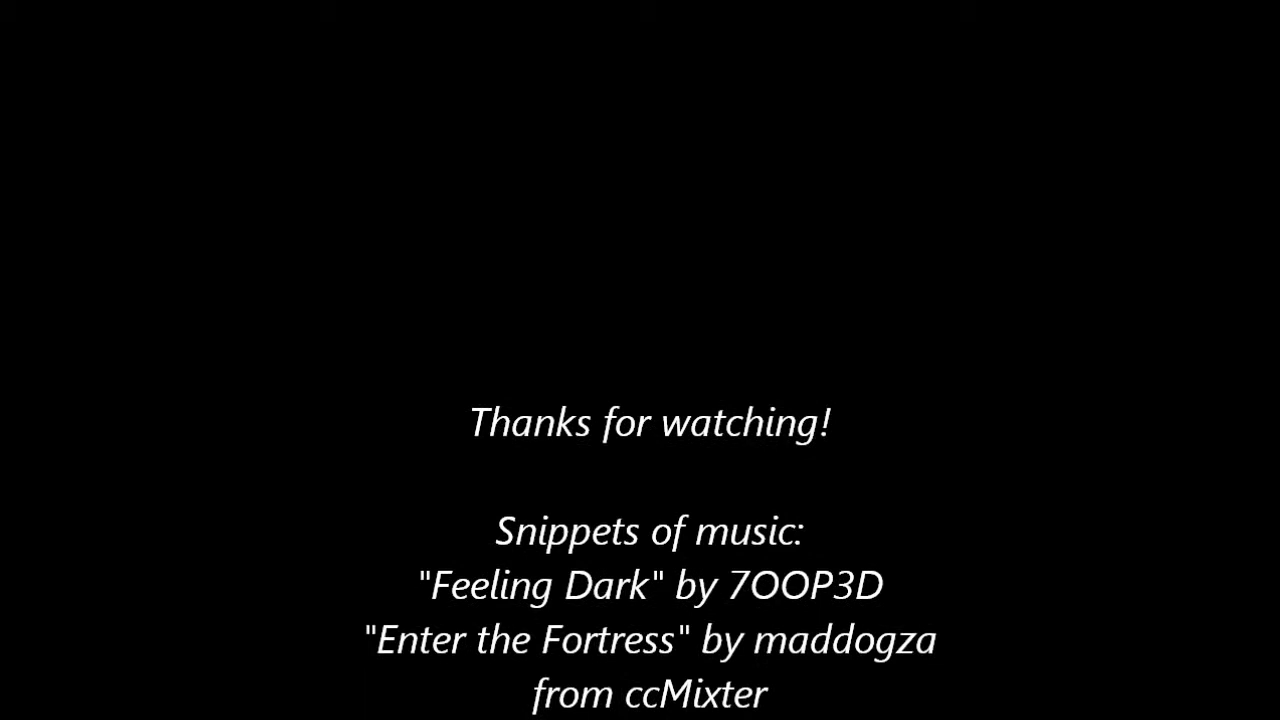 Thanks for watching!
Snippets of music:
"Feeling Dark" by 7OOP3D
"Enter the Fortress" by maddogza
from ccMixter